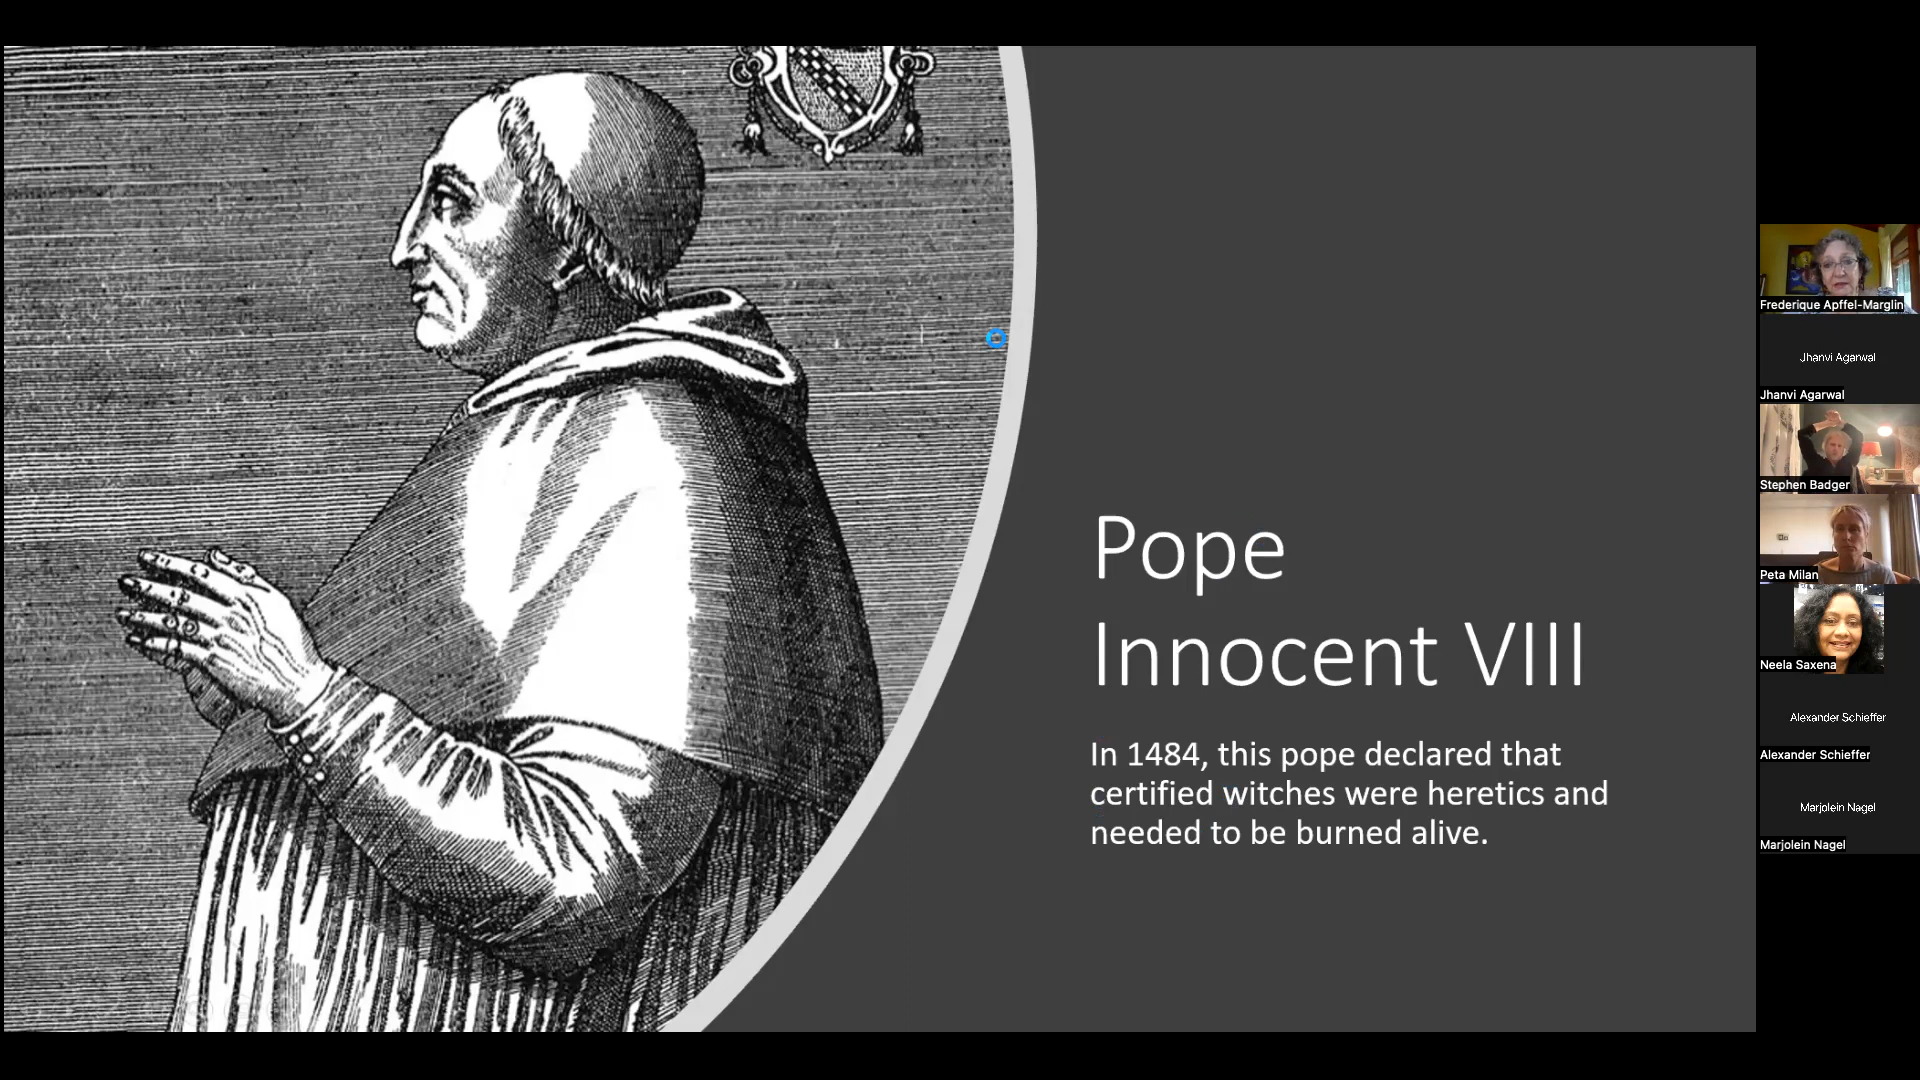 Pope
Innocent VIII
In 1484, this pope declared that
certified witches were heretics and
needed to be burned alive.
Frederique Apffel-Marglin
Jhanvi Agarwal
Jhanvi Agarwal
Stephen Badger
Peta Milan
Neela Saxena
Alexander Schieffer
Alexander Schieffer
Marjolein Nagel
Marjolein Nagel